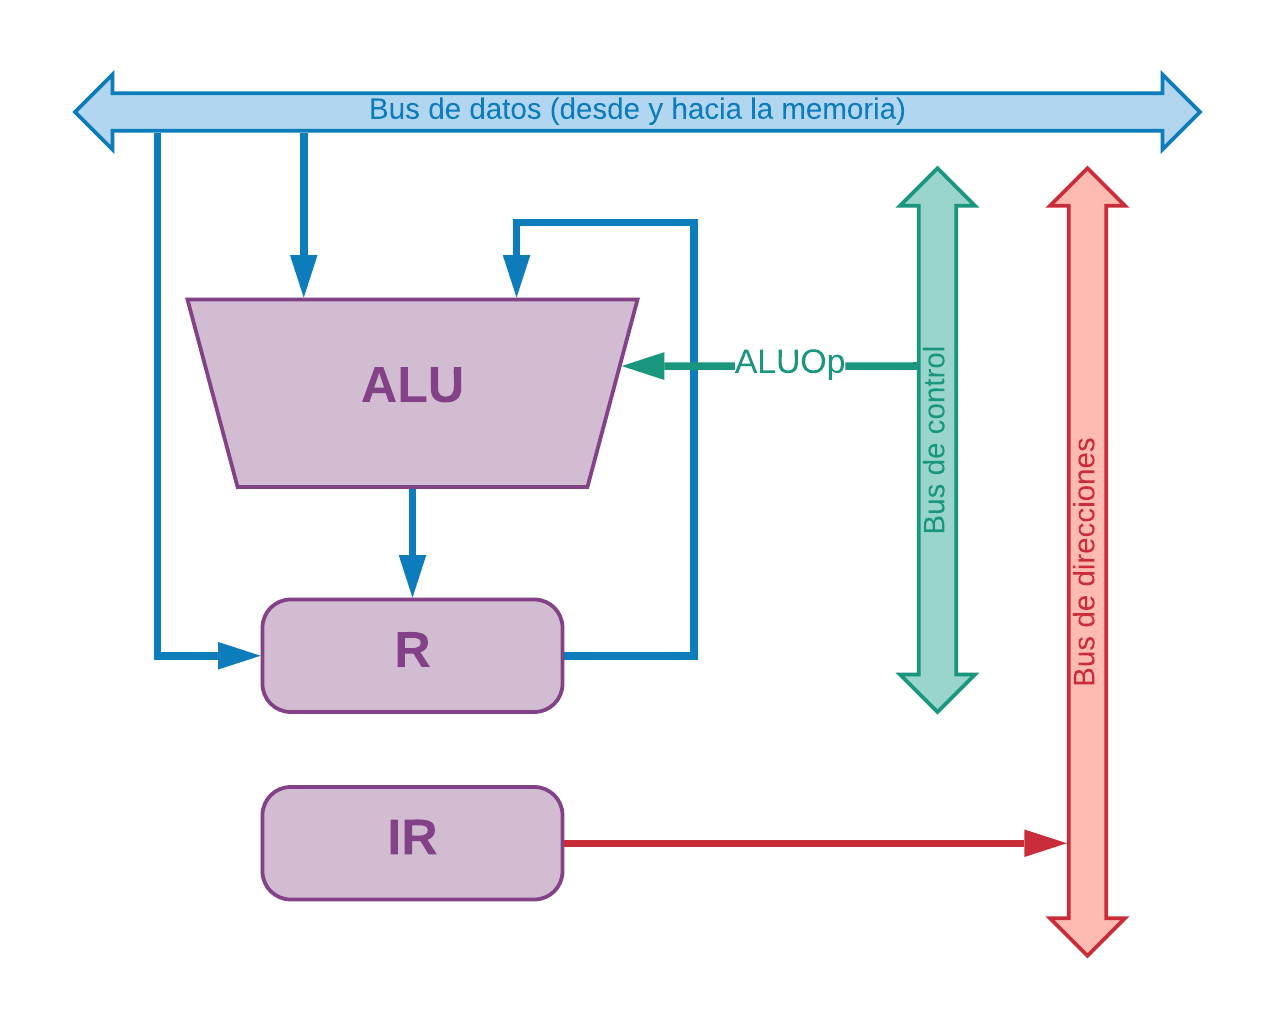 Bus de datos (desde y hacia la memoria)
ALU
ALUOp
Bus de control
Bus de direcciones
R
IR